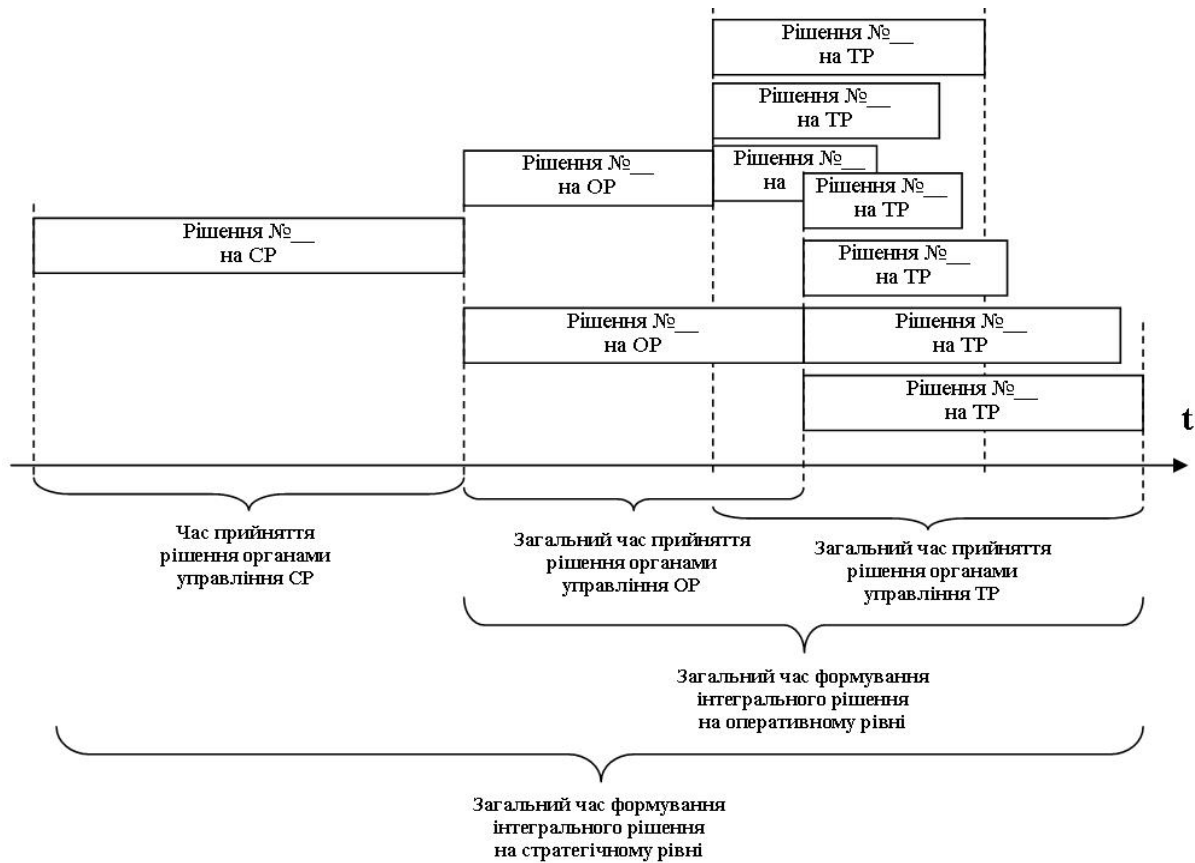 Рішення №__
на ТР
Рішення №__
на ТР
Рішення №__
на ОР
Рішення №__
на
Рішення №__
на ТР
Рішення №__
на СР
Рішення №__
на ТР
Рішення №__
на ОР
Рішення №__
на ТР
Рішення №__
на ТР
t
Час прийняття
рішення органами
управління СР
Загальний час прийняття
рішення органами
управління ОР
Загальний час прийняття
рішення органами
управління ТР
Загальний час формування
інтегрального рішення
на оперативному рівні
Загальний час формування
інтегрального рішення
на стратегічному рівні